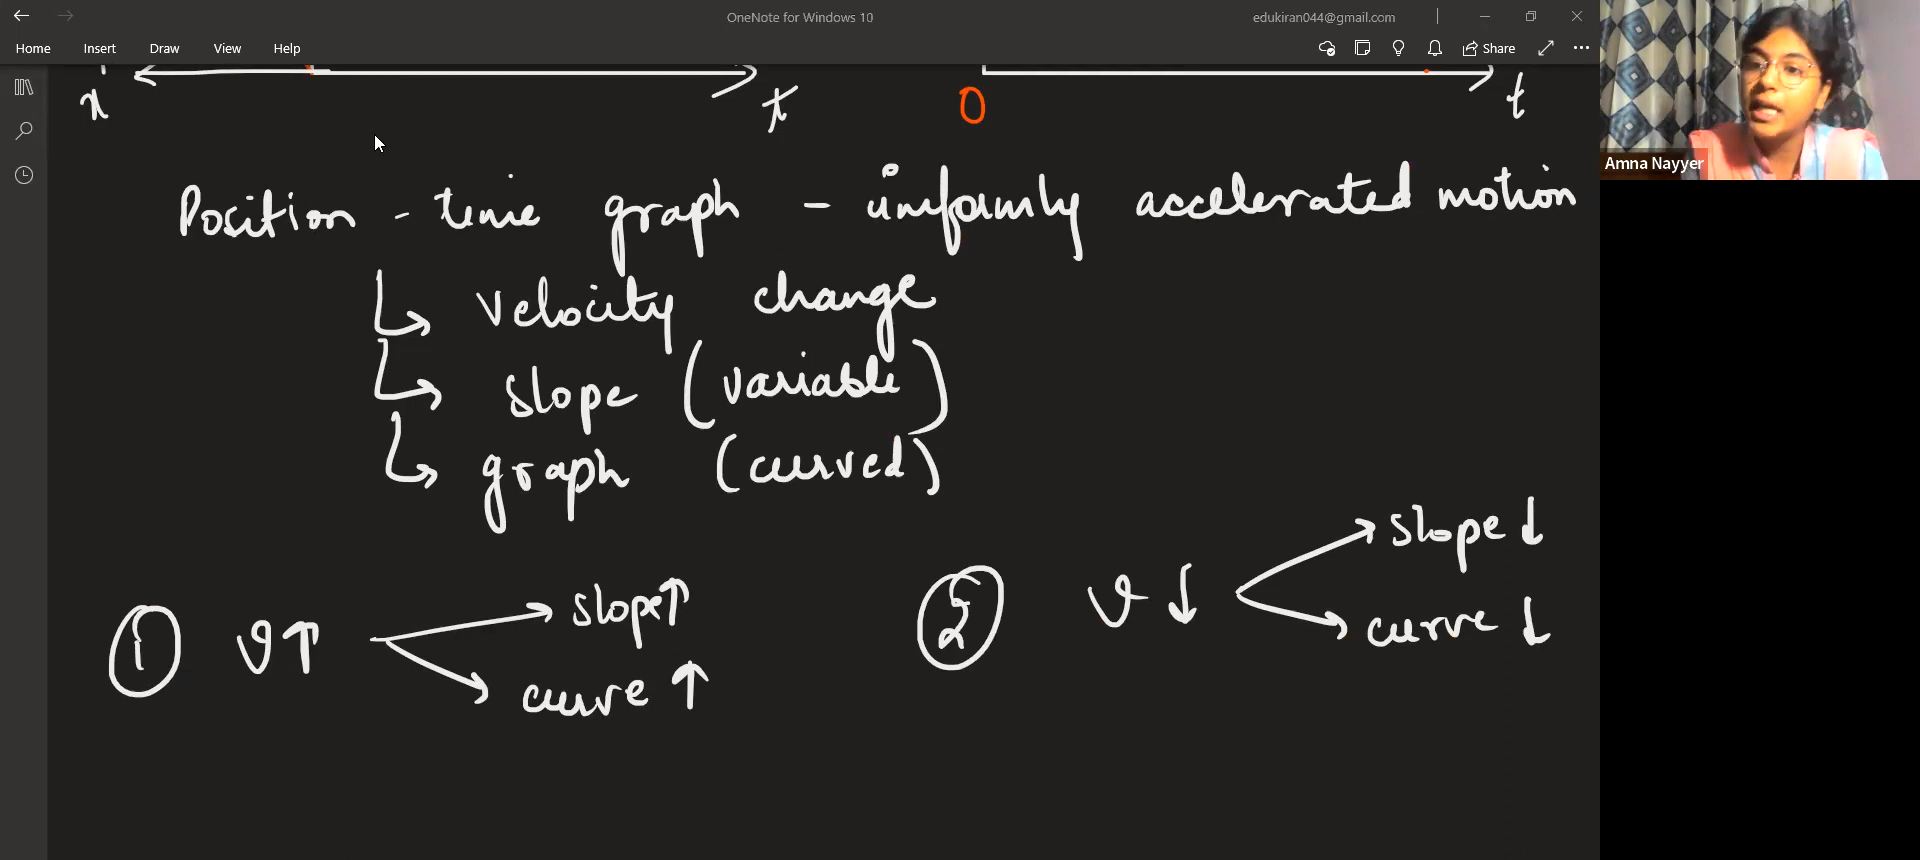 OneNote for Windows 10
edukiran044@gmail.com
Home Insert Draw View Help
Share
x t 0 t
Amna Nayyer
Position - time graph - uniformly accelerated motion
velocity change
slope (variable)
graph (curved)
① v↑ slope↑
curve ↑
② v ↓ slope ↓
curve ↓